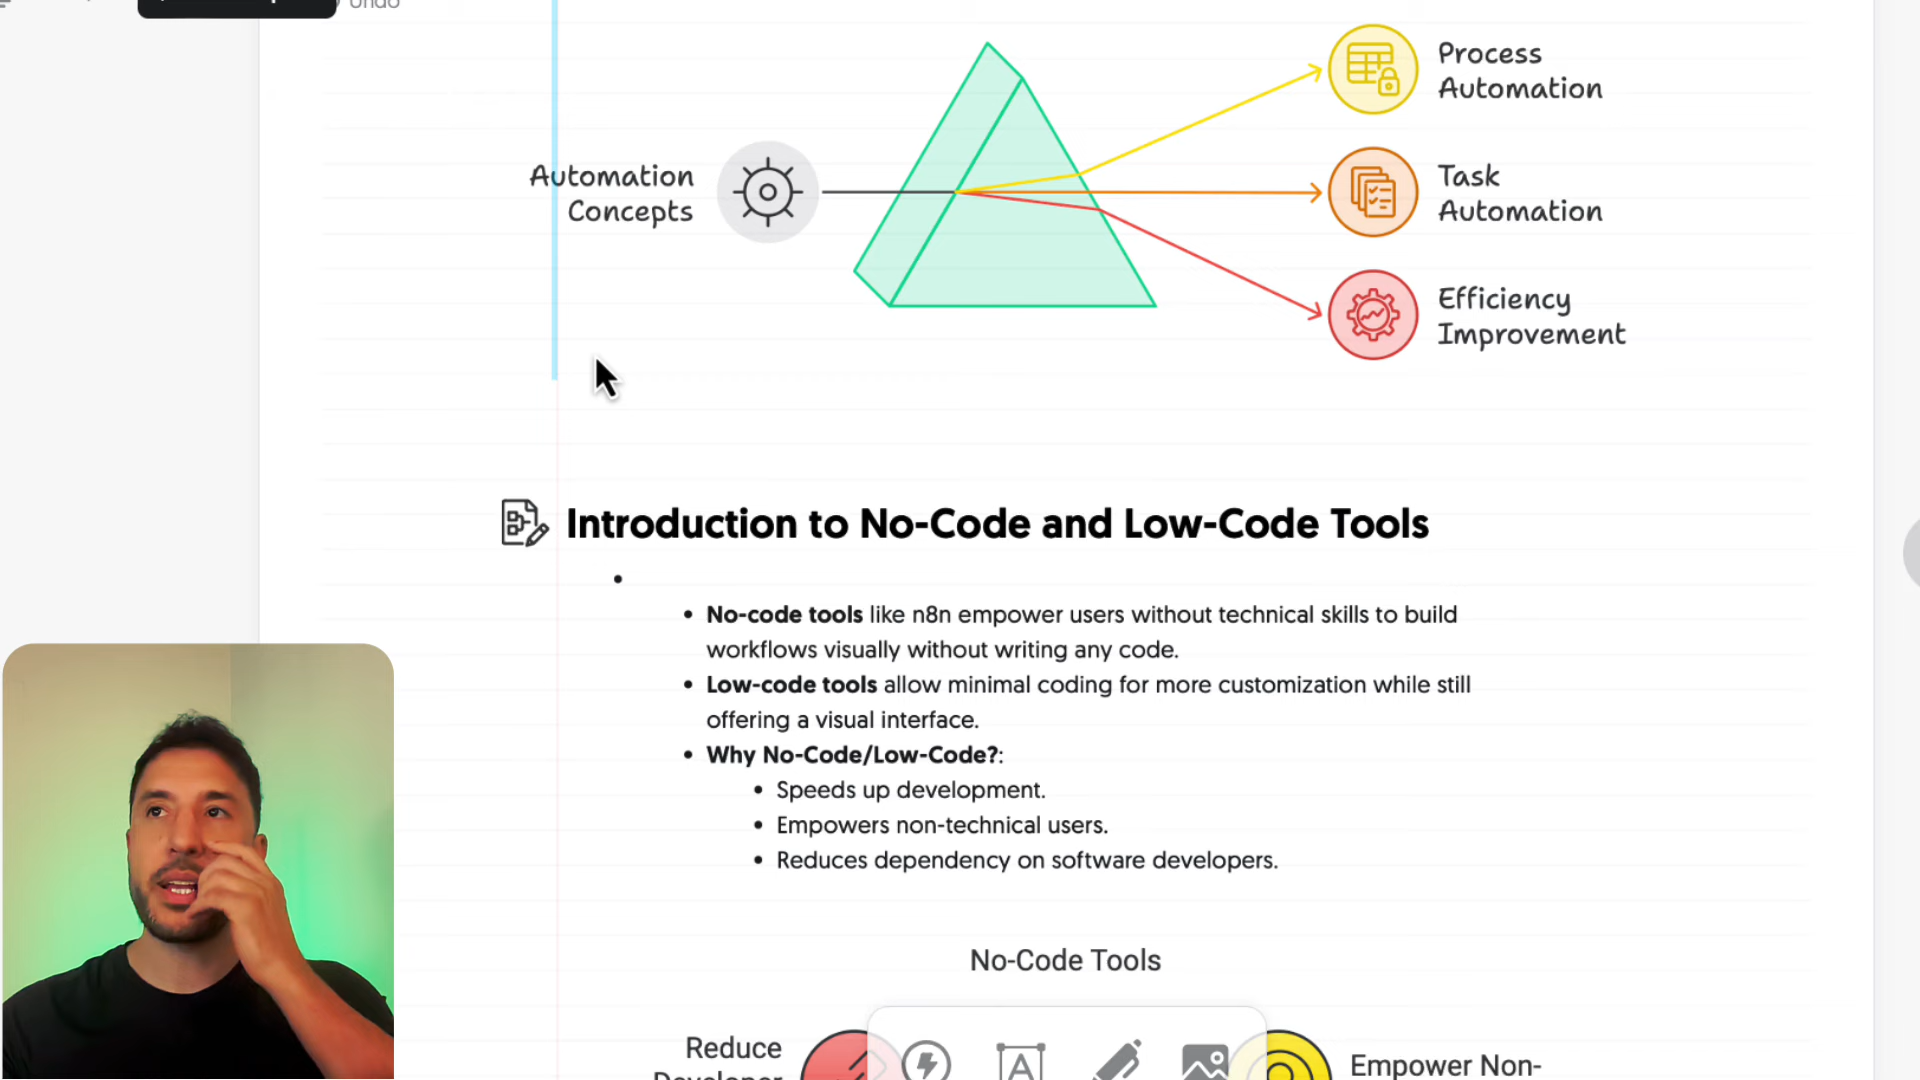 Undo
Process
Automation
Automation
Concepts
Task
Automation
Efficiency
Improvement
Introduction to No-Code and Low-Code Tools
No-code tools like n8n empower users without technical skills to build
workflows visually without writing any code.
Low-code tools allow minimal coding for more customization while still
offering a visual interface.
Why No-Code/Low-Code?:
Speeds up development.
Empowers non-technical users.
Reduces dependency on software developers.
No-Code Tools
Reduce
Developer
A
Empower Non-